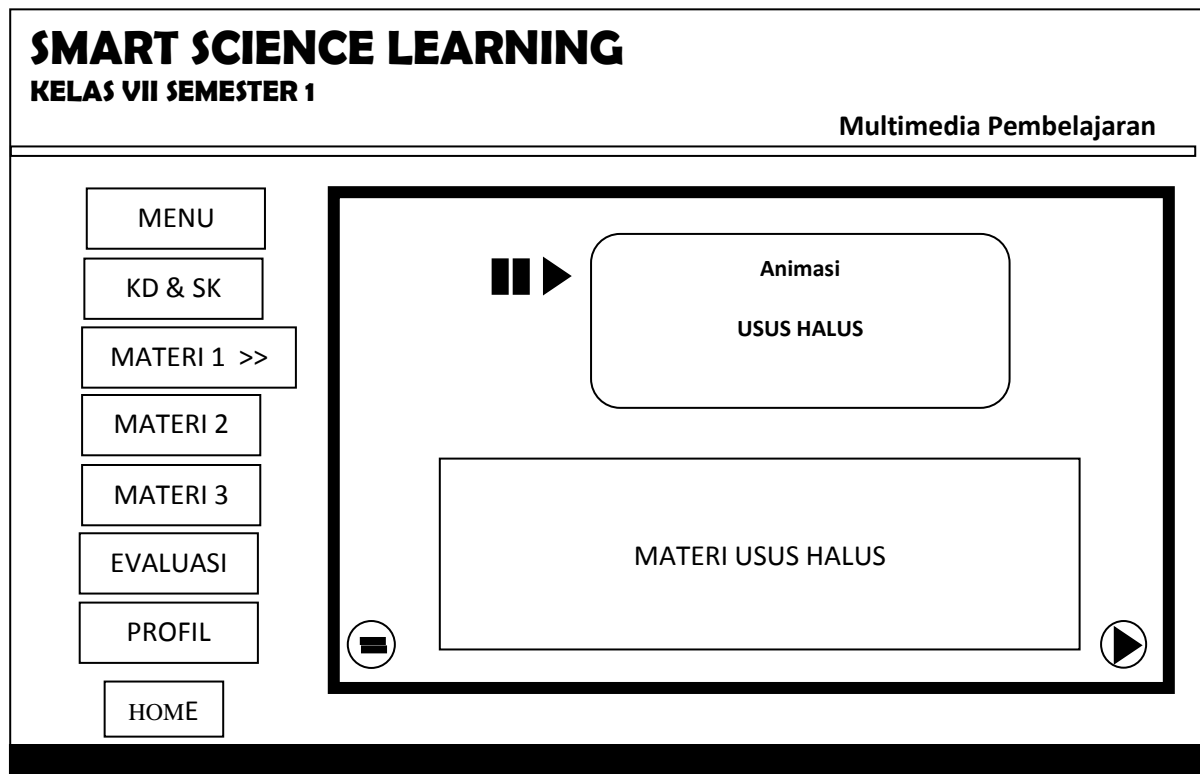 SMART SCIENCE LEARNING
KELAS VII SEMESTER 1
Multimedia Pembelajaran
MENU
KD & SK
MATERI 1 >>
MATERI 2
MATERI 3
EVALUASI
PROFIL
HOME
Animasi
USUS HALUS
MATERI USUS HALUS